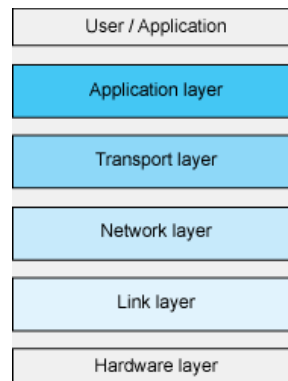 User / Application
Application layer
Transport layer
Network layer
Link layer
Hardware layer